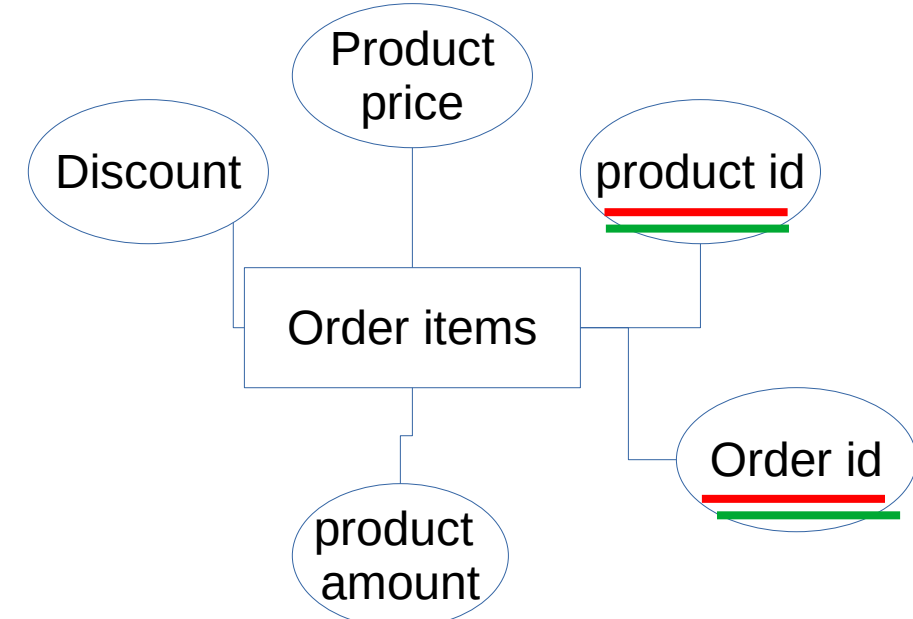 Product
price
Discount
product id
Order items
Order id
product
amount